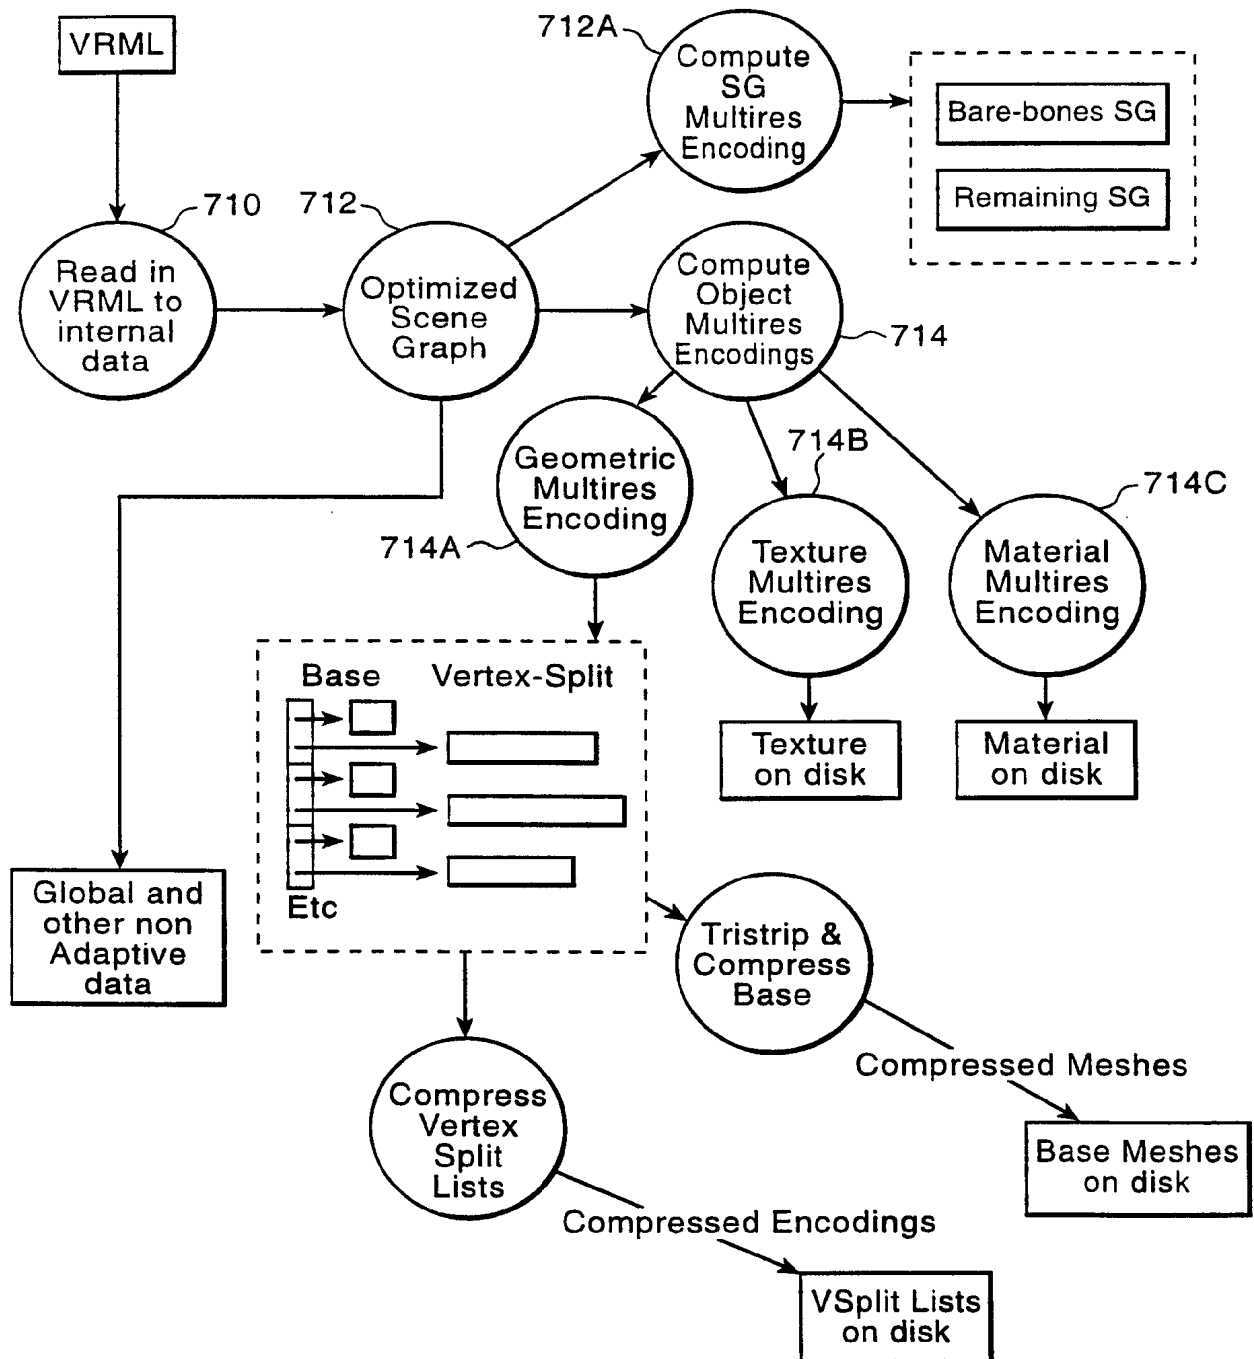 VRML
712A
Compute
SG
Multires
Encoding
Bare-bones SG
Remaining SG
710
712
Read in
VRML to
internal
data
Optimized
Scene
Graph
Compute
Object
Multires
Encodings
714
Geometric
Multires
Encoding
714A
714B
Texture
Multires
Encoding
714C
Material
Multires
Encoding
Texture
on disk
Material
on disk
Base
Vertex-Split
Etc
Global and
other non
Adaptive
data
Tristrip &
Compress
Base
Compressed Meshes
Base Meshes
on disk
Compress
Vertex
Split
Lists
Compressed Encodings
VSplit Lists
on disk